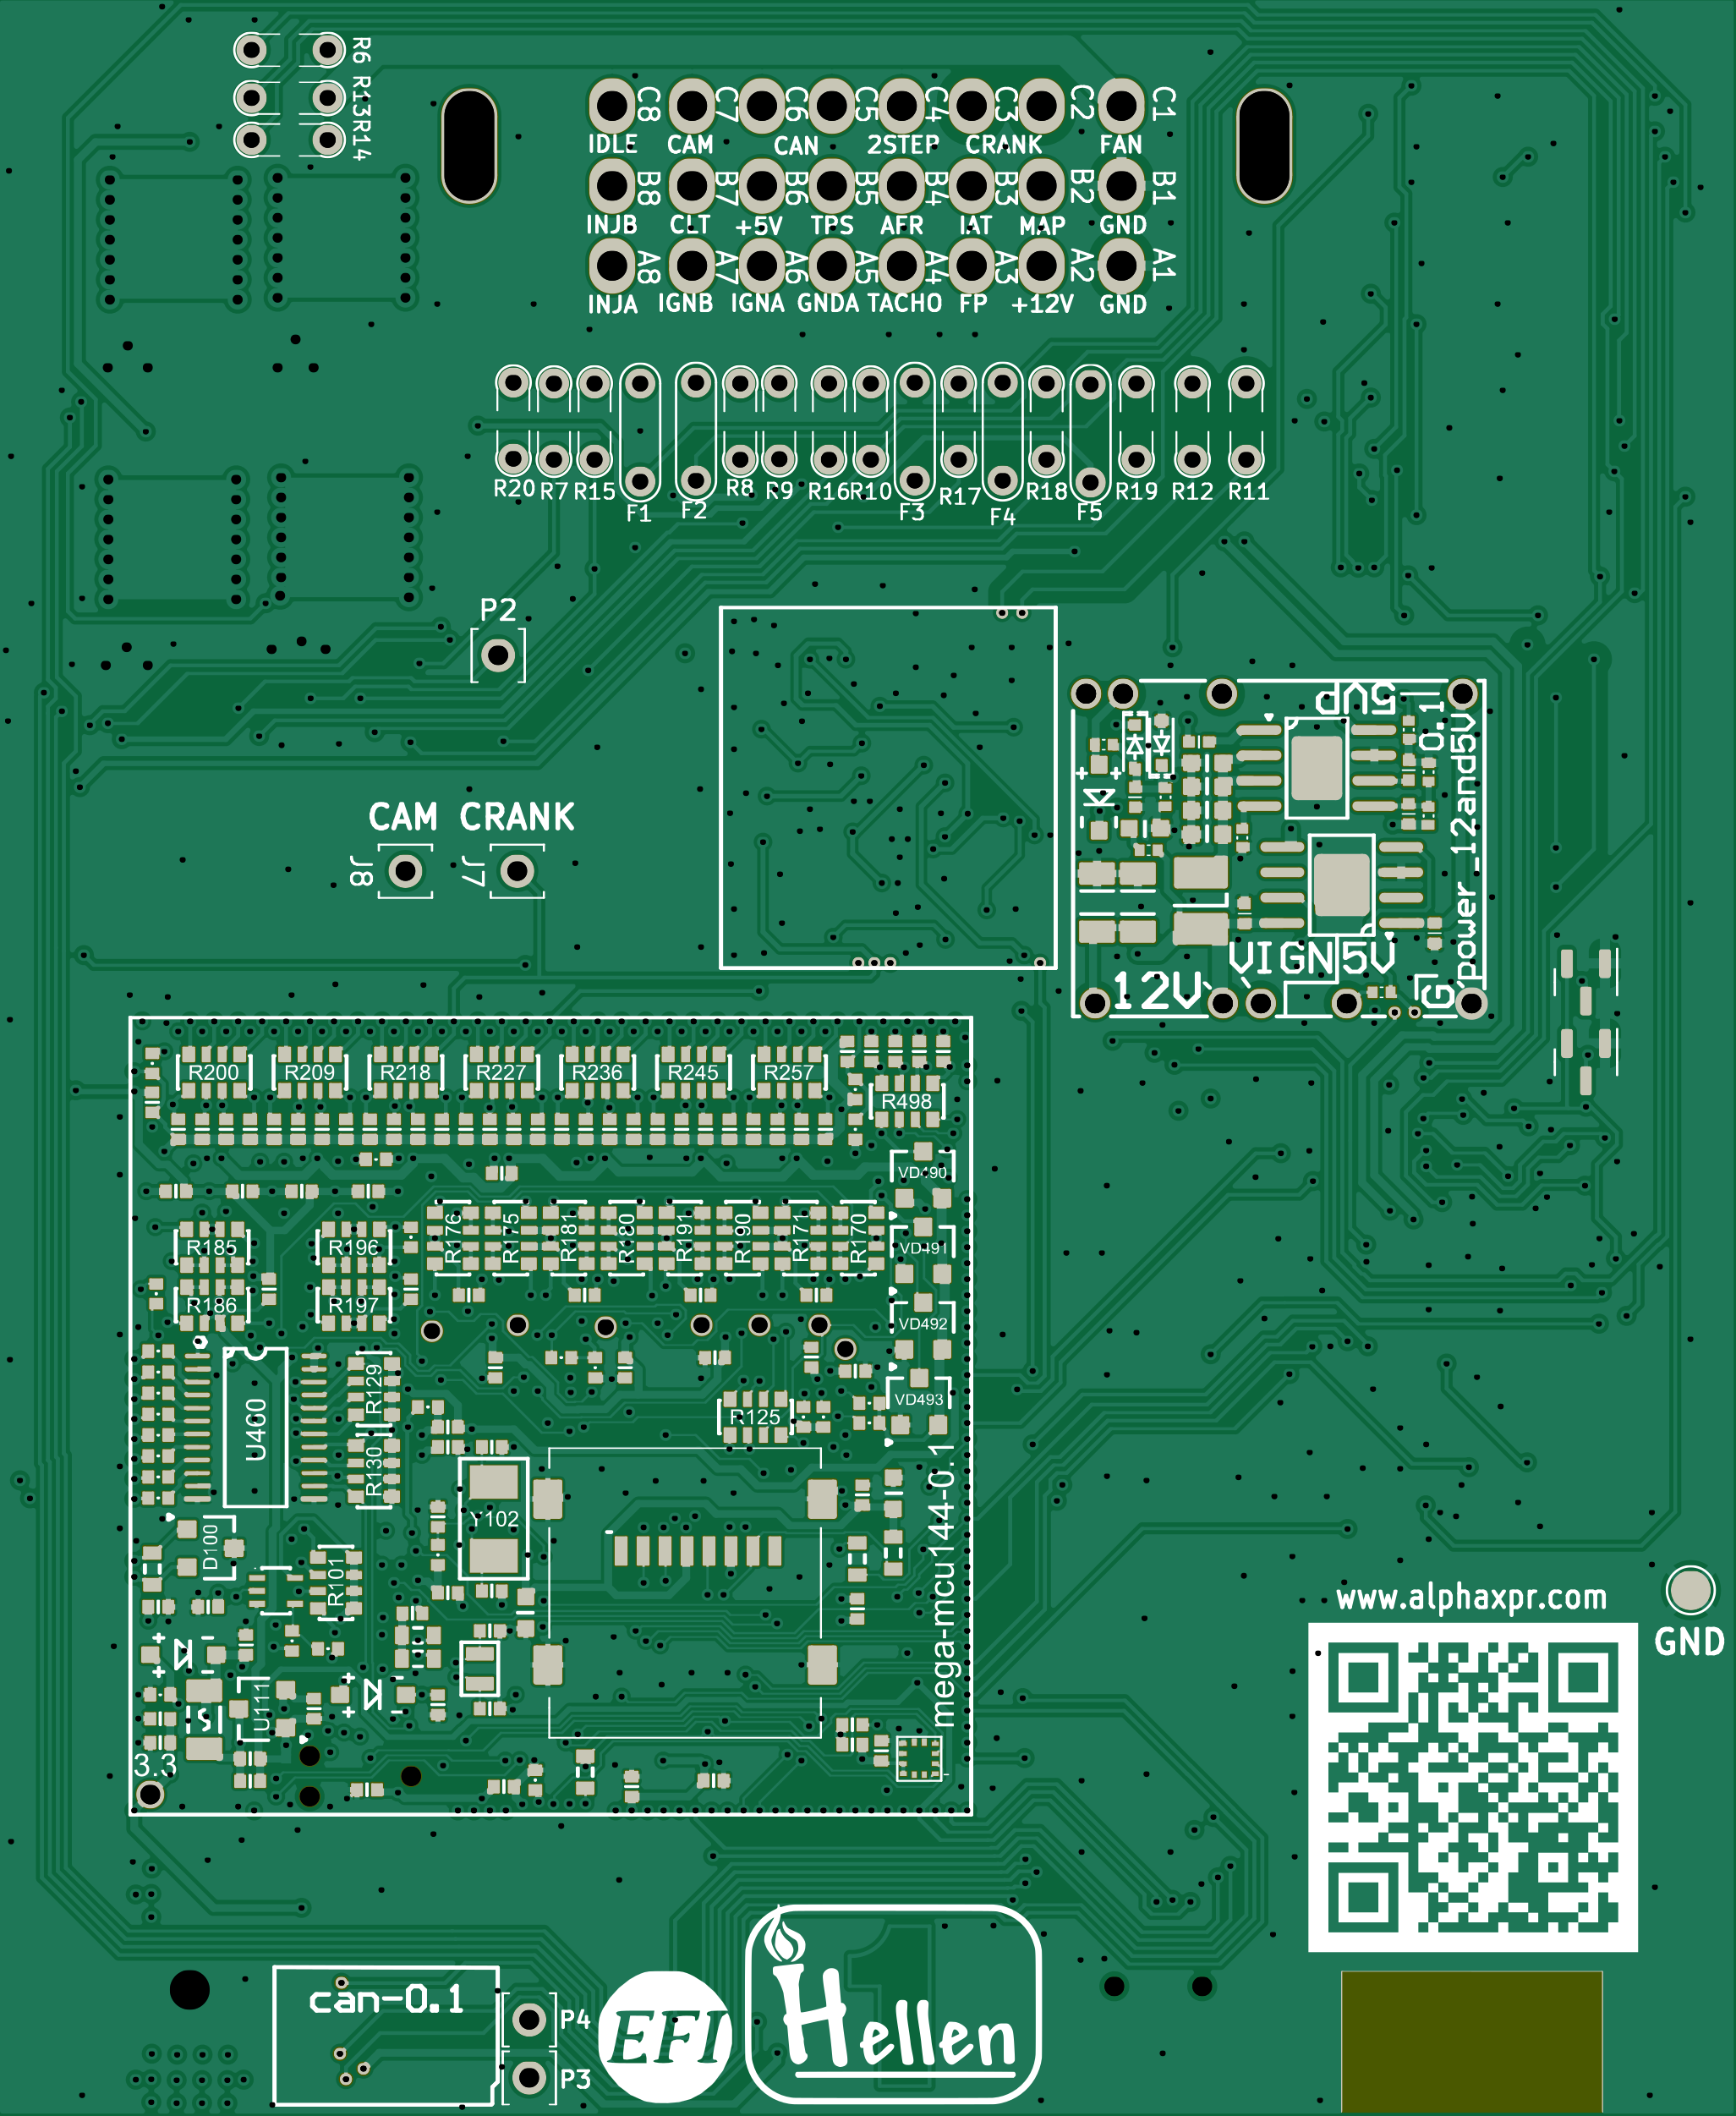 R6
R13
R14
C8 C7 C6 C5 C4 C3 C2 C1
IDLE CAM CAN 2STEP CRANK FAN
B8 B7 B6 B5 B4 B3 B2 B1
INJB CLT +5V TPS AFR IAT MAP GND
A8 A7 A6 A5 A4 A3 A2 A1
INJA IGNB IGNA GNDA TACHO FP +12V GND
R20 R7 R15 F1 F2 R8 R9 R16 R10 F3 R17 F4 R18 F5 R19 R12 R11
P2
5VP
0.1
power_12and5V
CAM CRANK
J8 J7
VIGN 5V
12V
G
R200 R209 R218 R227 R236 R245 R257
R498
VD490
R176 R175 R181 R180 R191 R190 R171 R170
R185 R196
VD491
R186 R197
VD492
R129
VD493
R125
U460
R130
mega-mcu144-0.1
Y102
D100
R101
U111
3.3
www.alphaxpr.com
GND
can-0.1
P4
P3
EFI
1
Hellen